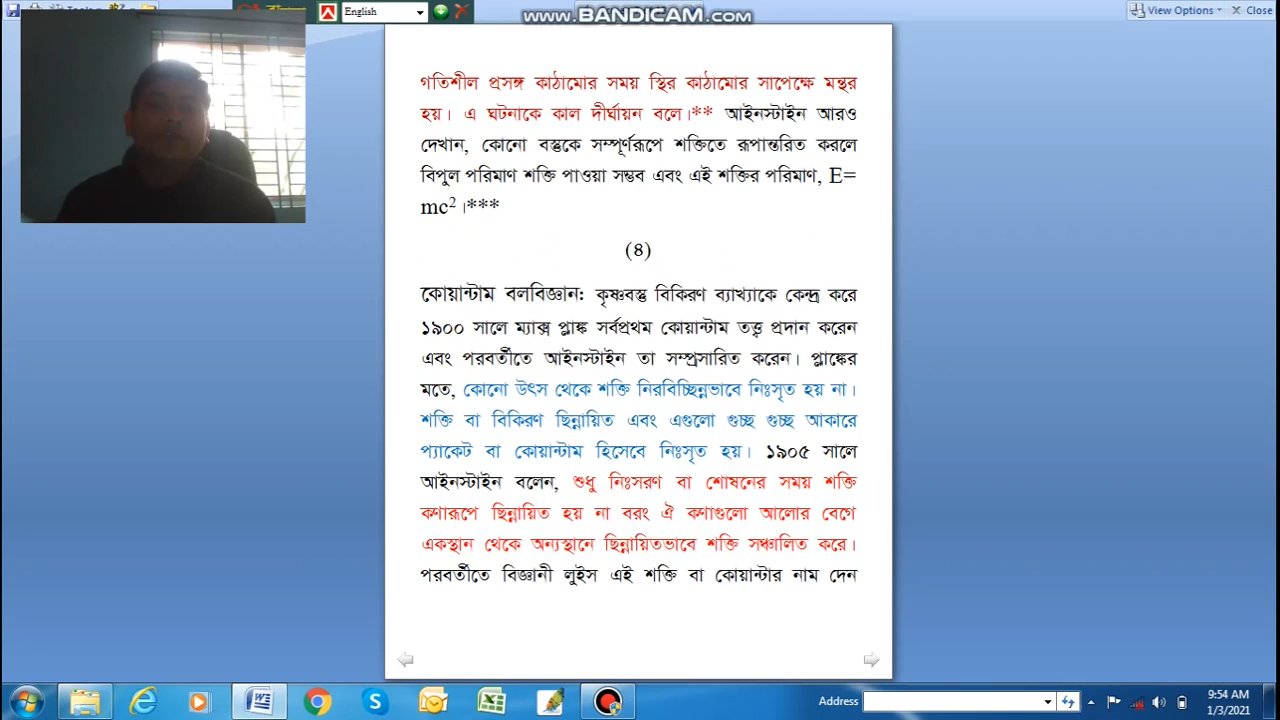 English
www.BANDICAM.com
View Options
Close
গতিশীল প্রসঙ্গ কাঠামোর সময় স্থির কাঠামোর সাপেক্ষে মন্থর
হয়। এ ঘটনাকে কাল দীর্ঘায়ন বলে।** আইনস্টাইন আরও
দেখান, কোনো বস্তুকে সম্পূর্ণরূপে শক্তিতে রূপান্তরিত করলে
বিপুল পরিমাণ শক্তি পাওয়া সম্ভব এবং এই শক্তির পরিমাণ, E=
mc²।***
(৪)
কোয়ান্টাম বলবিজ্ঞান: কৃষ্ণবস্তু বিকিরণ ব্যাখ্যাকে কেন্দ্র করে
১৯০০ সালে ম্যাক্স প্লাঙ্ক সর্বপ্রথম কোয়ান্টাম তত্ত্ব প্রদান করেন
এবং পরবর্তীতে আইনস্টাইন তা সম্প্রসারিত করেন। প্লাঙ্কের
মতে, কোনো উৎস থেকে শক্তি নিরবিচ্ছিন্নভাবে নিঃসৃত হয় না।
শক্তি বা বিকিরণ ছিন্নায়িত এবং এগুলো গুচ্ছ গুচ্ছ আকারে
প্যাকেট বা কোয়ান্টাম হিসেবে নিঃসৃত হয়। ১৯০৫ সালে
আইনস্টাইন বলেন, শুধু নিঃসরণ বা শোষনের সময় শক্তি
কণারূপে ছিন্নায়িত হয় না বরং ঐ কণাগুলো আলোর বেগে
একস্থান থেকে অন্যস্থানে ছিন্নায়িতভাবে শক্তি সঞ্চালিত করে।
পরবর্তীতে বিজ্ঞানী লুইস এই শক্তি বা কোয়ান্টার নাম দেন
Address
9:54 AM
1/3/2021